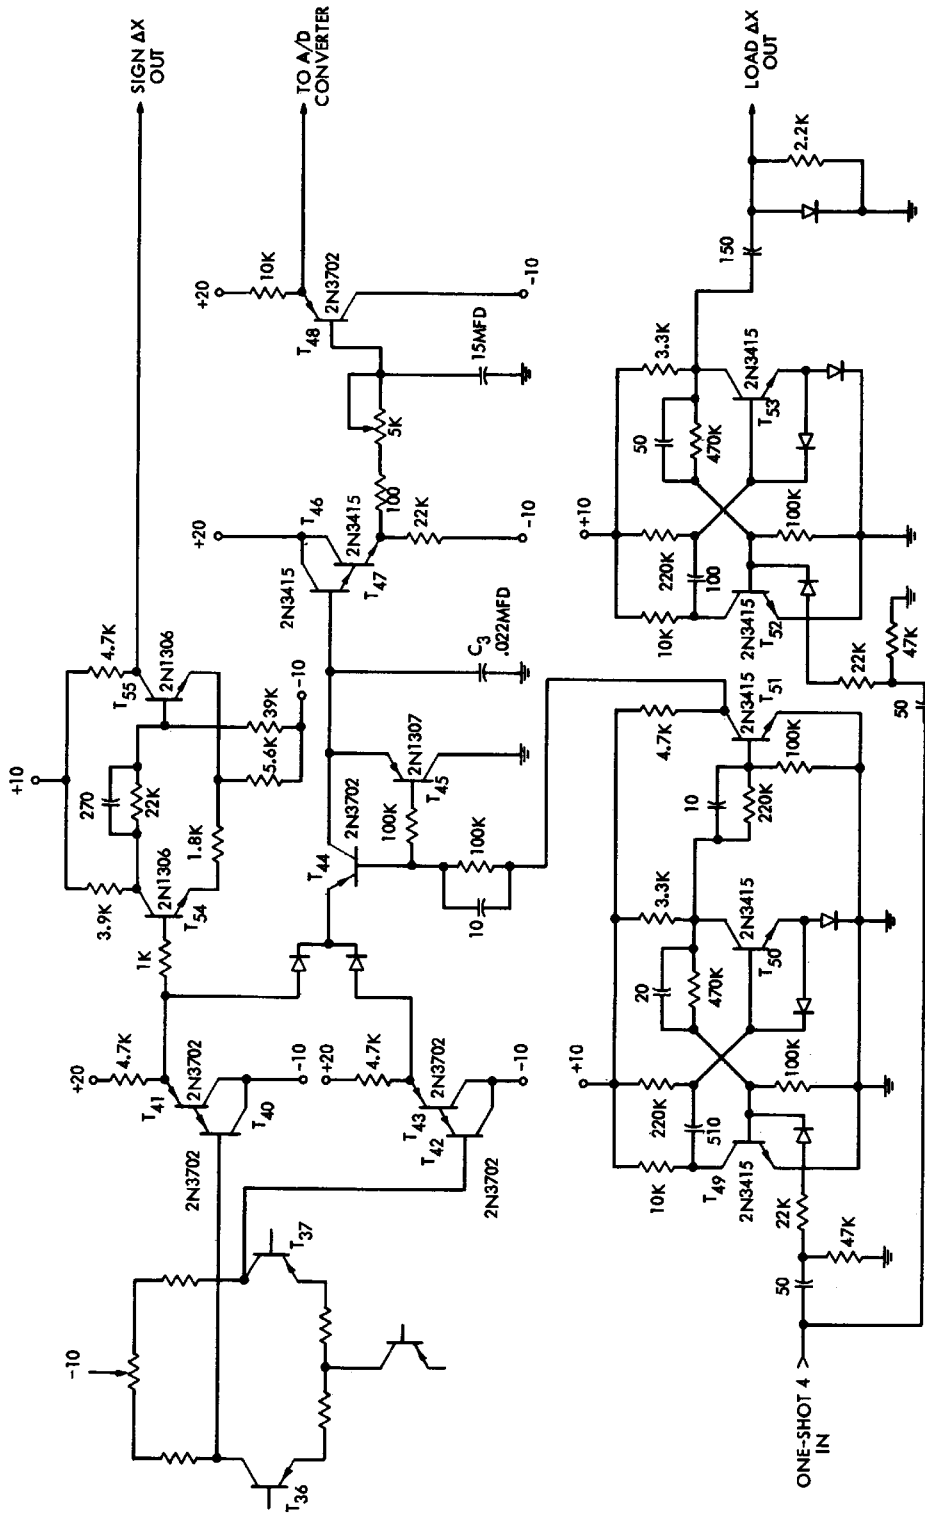 SIGN ΔX
OUT
TO A/D
CONVERTER
LOAD ΔX
OUT
+10
4.7K
T55
2N1306
270
22K
39K
5.6K
-10
1.8K
3.9K
2N1306
T54
1K
+20
10K
2N3702
T48
-10
15MFD
5K
100
+20
T46
2N3415
2N3415
T47
22K
-10
C3
.022MFD
2N1307
T45
100K
2N3702
T44
100K
10
+20
4.7K
T41
2N3702
T40
2N3702
-10
+20
4.7K
T43
2N3702
T42
2N3702
-10
-10
T37
T36
2.2K
150
+10
3.3K
2N3415
T53
50
470K
220K
100
100K
10K
2N3415
T52
22K
47K
50
4.7K
2N3415
T51
100K
10
220K
+10
3.3K
2N3415
T50
20
470K
220K
510
100K
10K
T49
2N3415
22K
47K
50
ONE-SHOT 4
IN